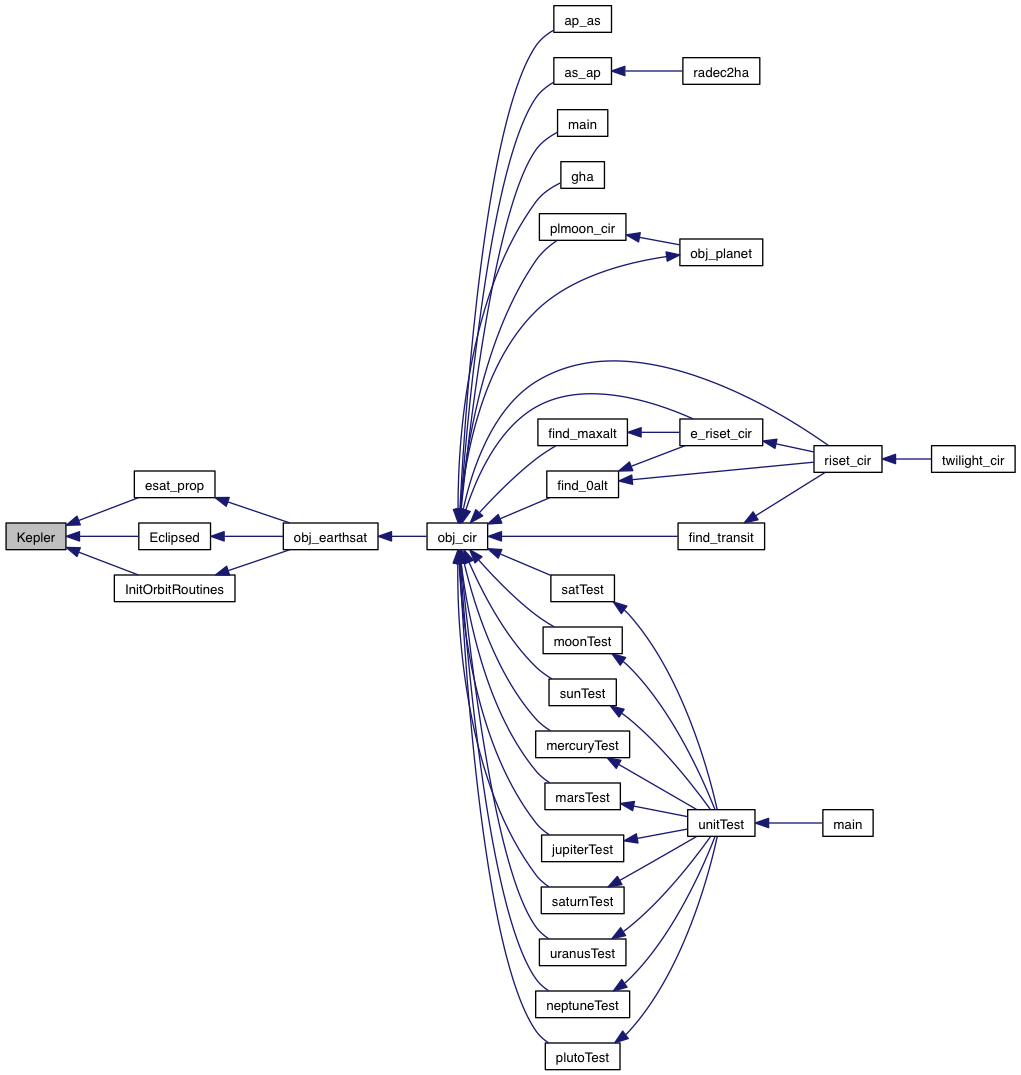 ap_as
as_ap
radec2ha
main
gha
plmoon_cir
obj_planet
find_maxalt
e_riset_cir
riset_cir
twilight_cir
esat_prop
find_0alt
Kepler
Eclipsed
obj_earthsat
obj_cir
find_transit
InitOrbitRoutines
satTest
moonTest
sunTest
mercuryTest
marsTest
unitTest
main
jupiterTest
saturnTest
uranusTest
neptuneTest
plutoTest